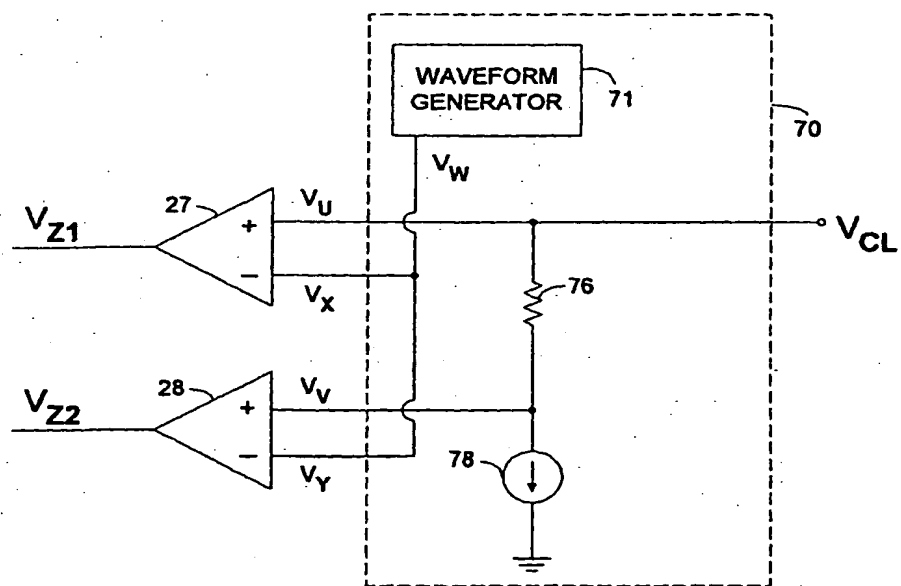 WAVEFORM
GENERATOR
71
70
V_W
27
V_U
V_Z1
+
V_CL
−
V_X
76
28
V_V
V_Z2
+
78
−
V_Y